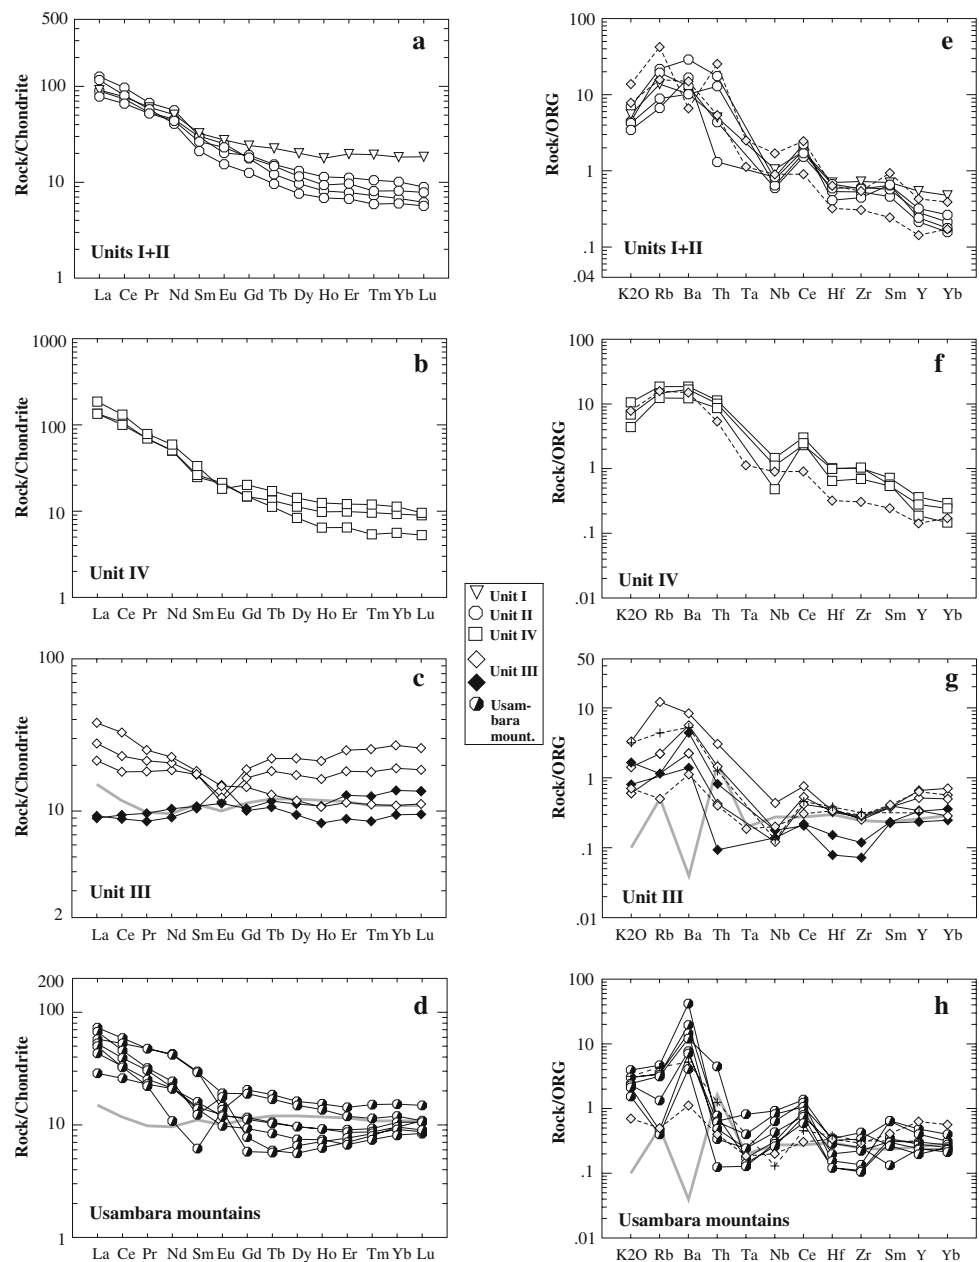 a
Rock/Chondrite
500
100
10
1
Units I+II
La Ce Pr Nd Sm Eu Gd Tb Dy Ho Er Tm Yb Lu
e
Rock/ORG
100
10
1
.1
.04
Units I+II
K2O Rb Ba Th Ta Nb Ce Hf Zr Sm Y Yb
b
Rock/Chondrite
1000
100
10
1
Unit IV
La Ce Pr Nd Sm Eu Gd Tb Dy Ho Er Tm Yb Lu
f
Rock/ORG
100
10
1
.1
.01
Unit IV
K2O Rb Ba Th Ta Nb Ce Hf Zr Sm Y Yb
Unit I
Unit II
Unit IV
Unit III
Usam-
bara
mount.
c
Rock/Chondrite
100
10
2
Unit III
La Ce Pr Nd Sm Eu Gd Tb Dy Ho Er Tm Yb Lu
g
Rock/ORG
50
10
1
.1
.01
Unit III
K2O Rb Ba Th Ta Nb Ce Hf Zr Sm Y Yb
d
Rock/Chondrite
200
100
10
1
Usambara mountains
La Ce Pr Nd Sm Eu Gd Tb Dy Ho Er Tm Yb Lu
h
Rock/ORG
100
10
1
.1
.01
Usambara mountains
K2O Rb Ba Th Ta Nb Ce Hf Zr Sm Y Yb